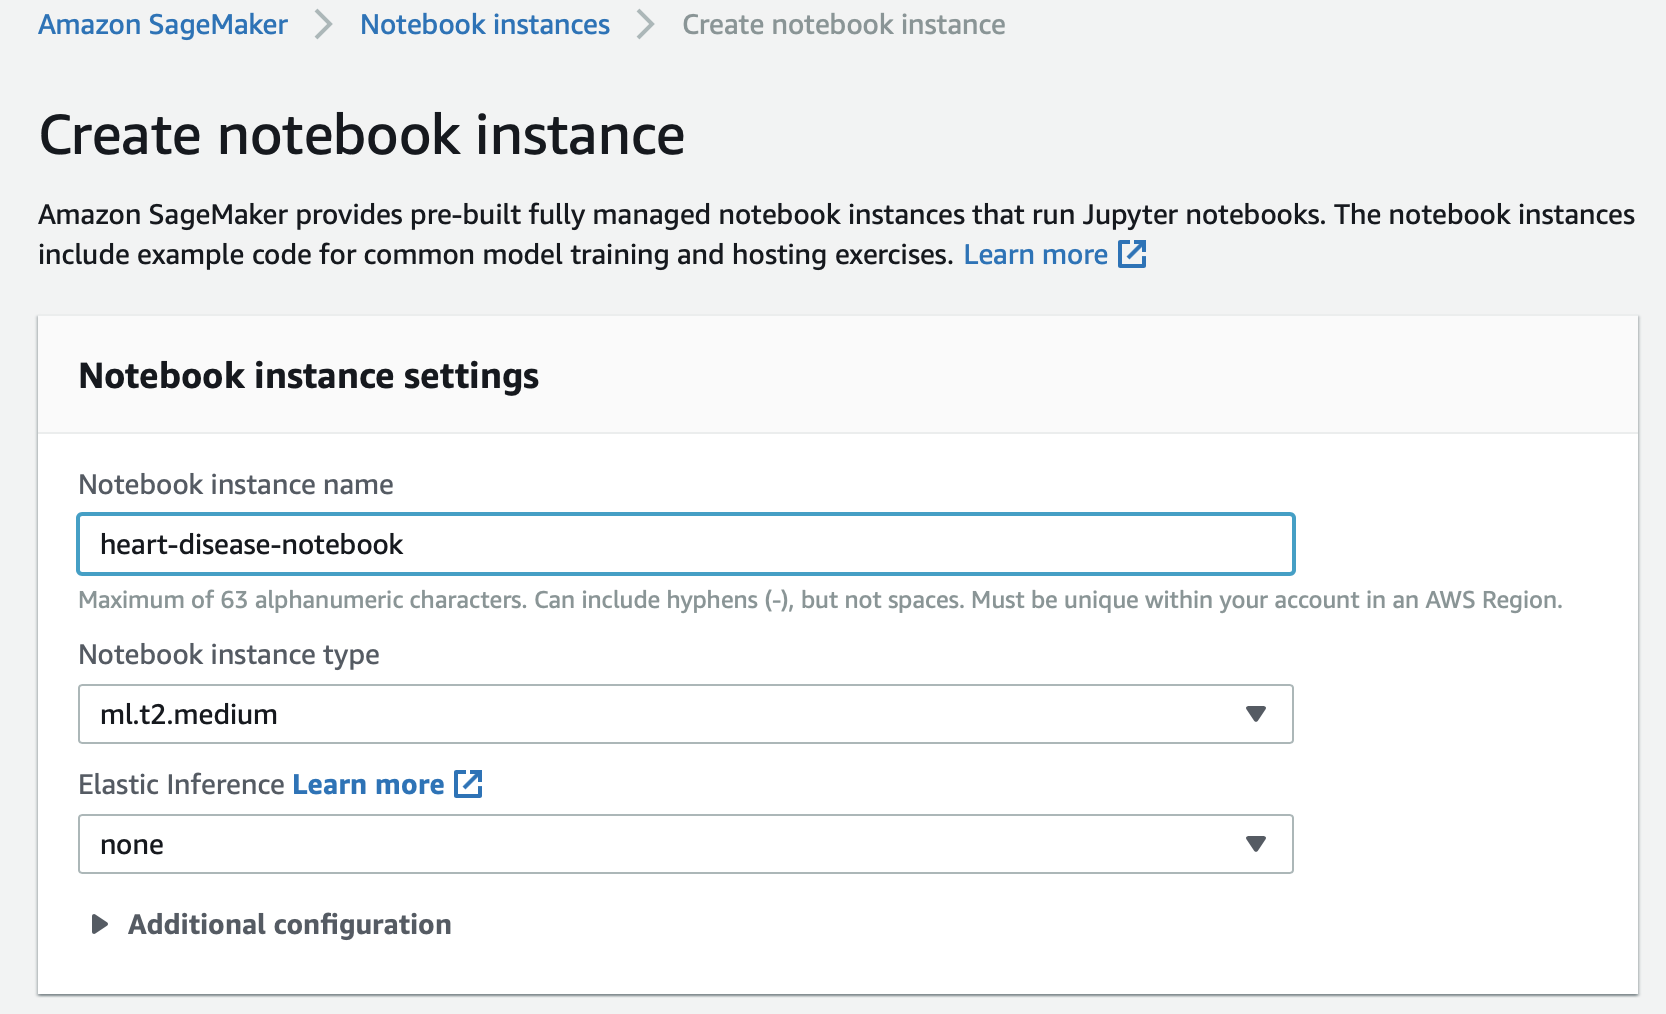 Amazon SageMaker Notebook instances Create notebook instance
Create notebook instance
Amazon SageMaker provides pre-built fully managed notebook instances that run Jupyter notebooks. The notebook instances
include example code for common model training and hosting exercises. Learn more
Notebook instance settings
Notebook instance name
heart-disease-notebook
Maximum of 63 alphanumeric characters. Can include hyphens (-), but not spaces. Must be unique within your account in an AWS Region.
Notebook instance type
ml.t2.medium
Elastic Inference Learn more
none
Additional configuration